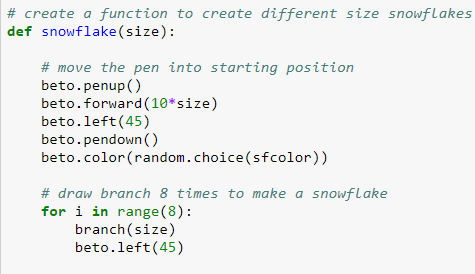 # create a function to create different size snowflakes
def snowflake(size):
    # move the pen into starting position
    beto.penup()
    beto.forward(10*size)
    beto.left(45)
    beto.pendown()
    beto.color(random.choice(sfcolor))
    # draw branch 8 times to make a snowflake
    for i in range(8):
        branch(size)
        beto.left(45)